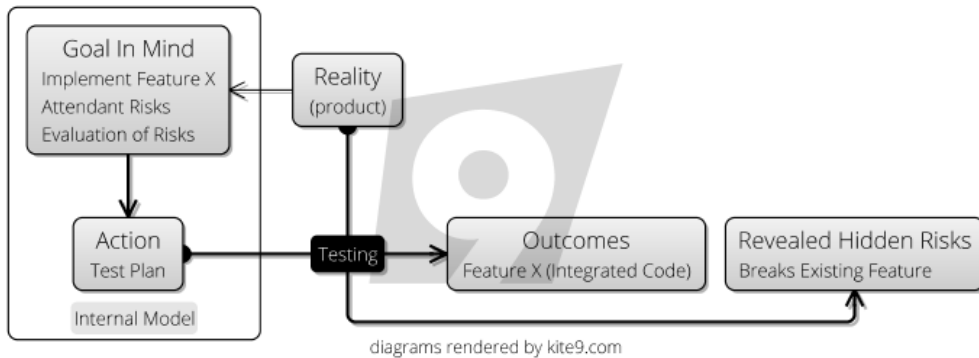 Goal In Mind
Implement Feature X
Attendant Risks
Evaluation of Risks
Reality
(product)
Action
Test Plan
Internal Model
Testing
Outcomes
Feature X (Integrated Code)
Revealed Hidden Risks
Breaks Existing Feature
diagrams rendered by kite9.com